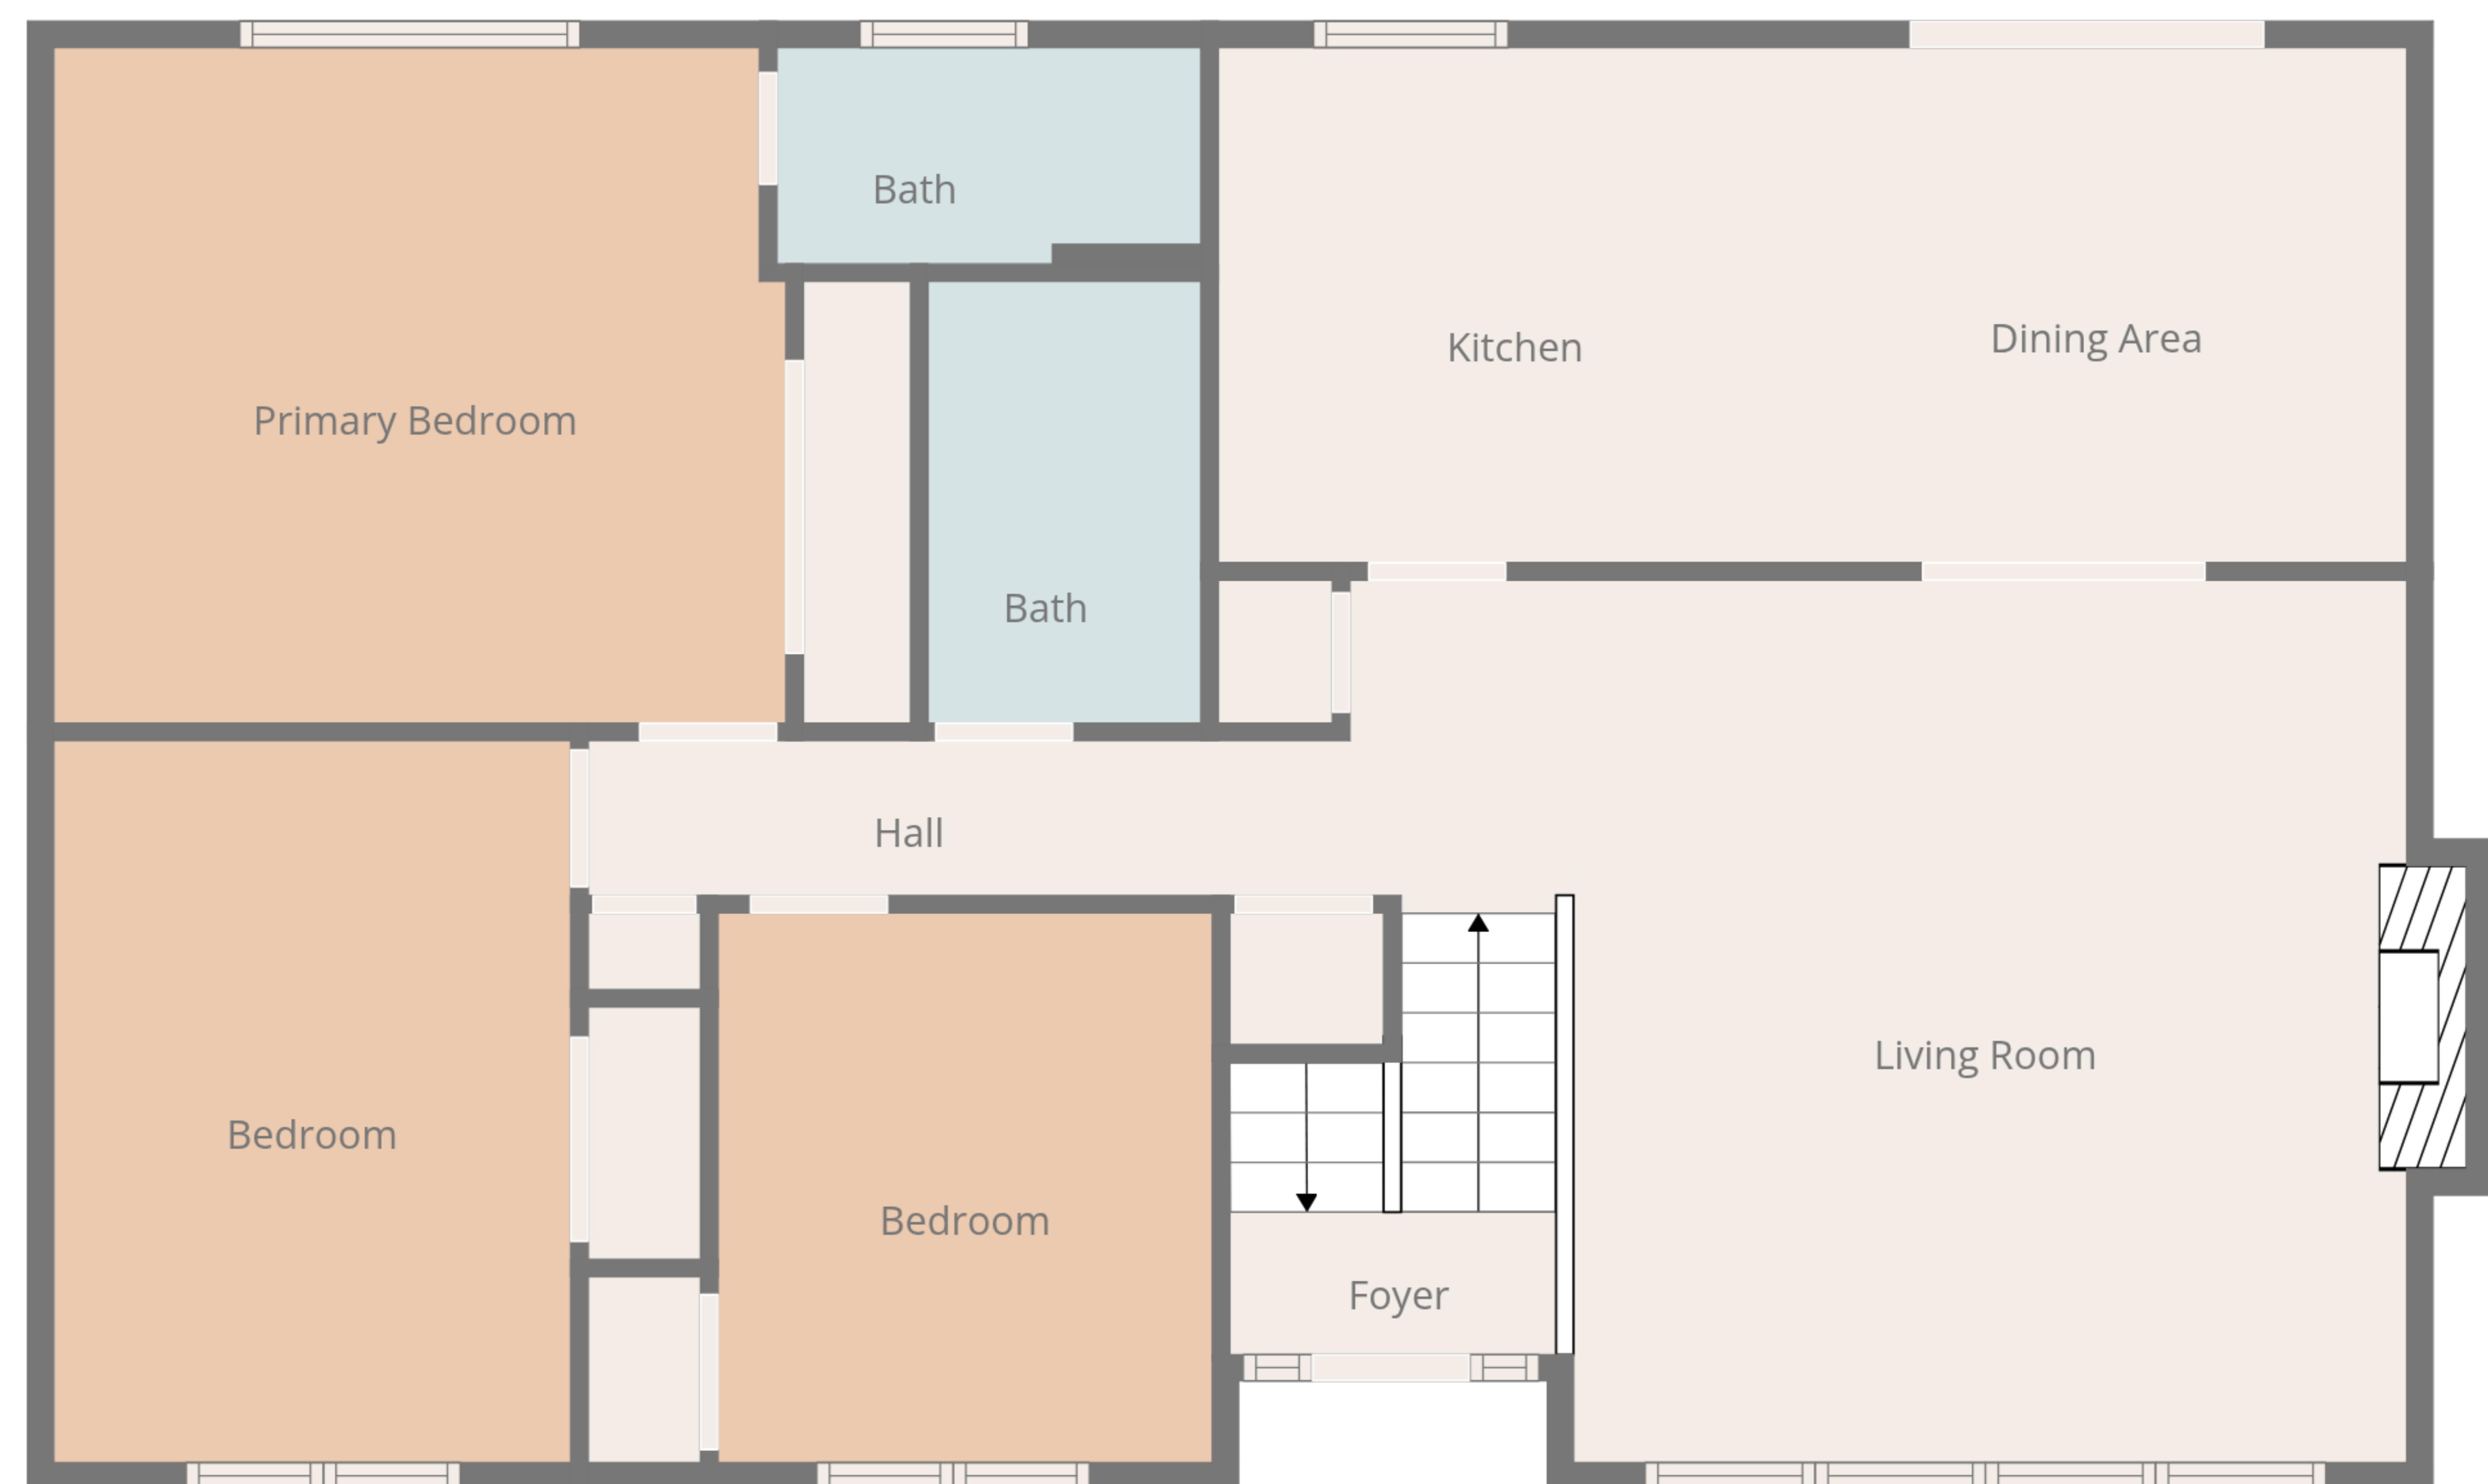 Bath
Kitchen
Dining Area
Primary Bedroom
Bath
Hall
Living Room
Bedroom
Bedroom
Foyer